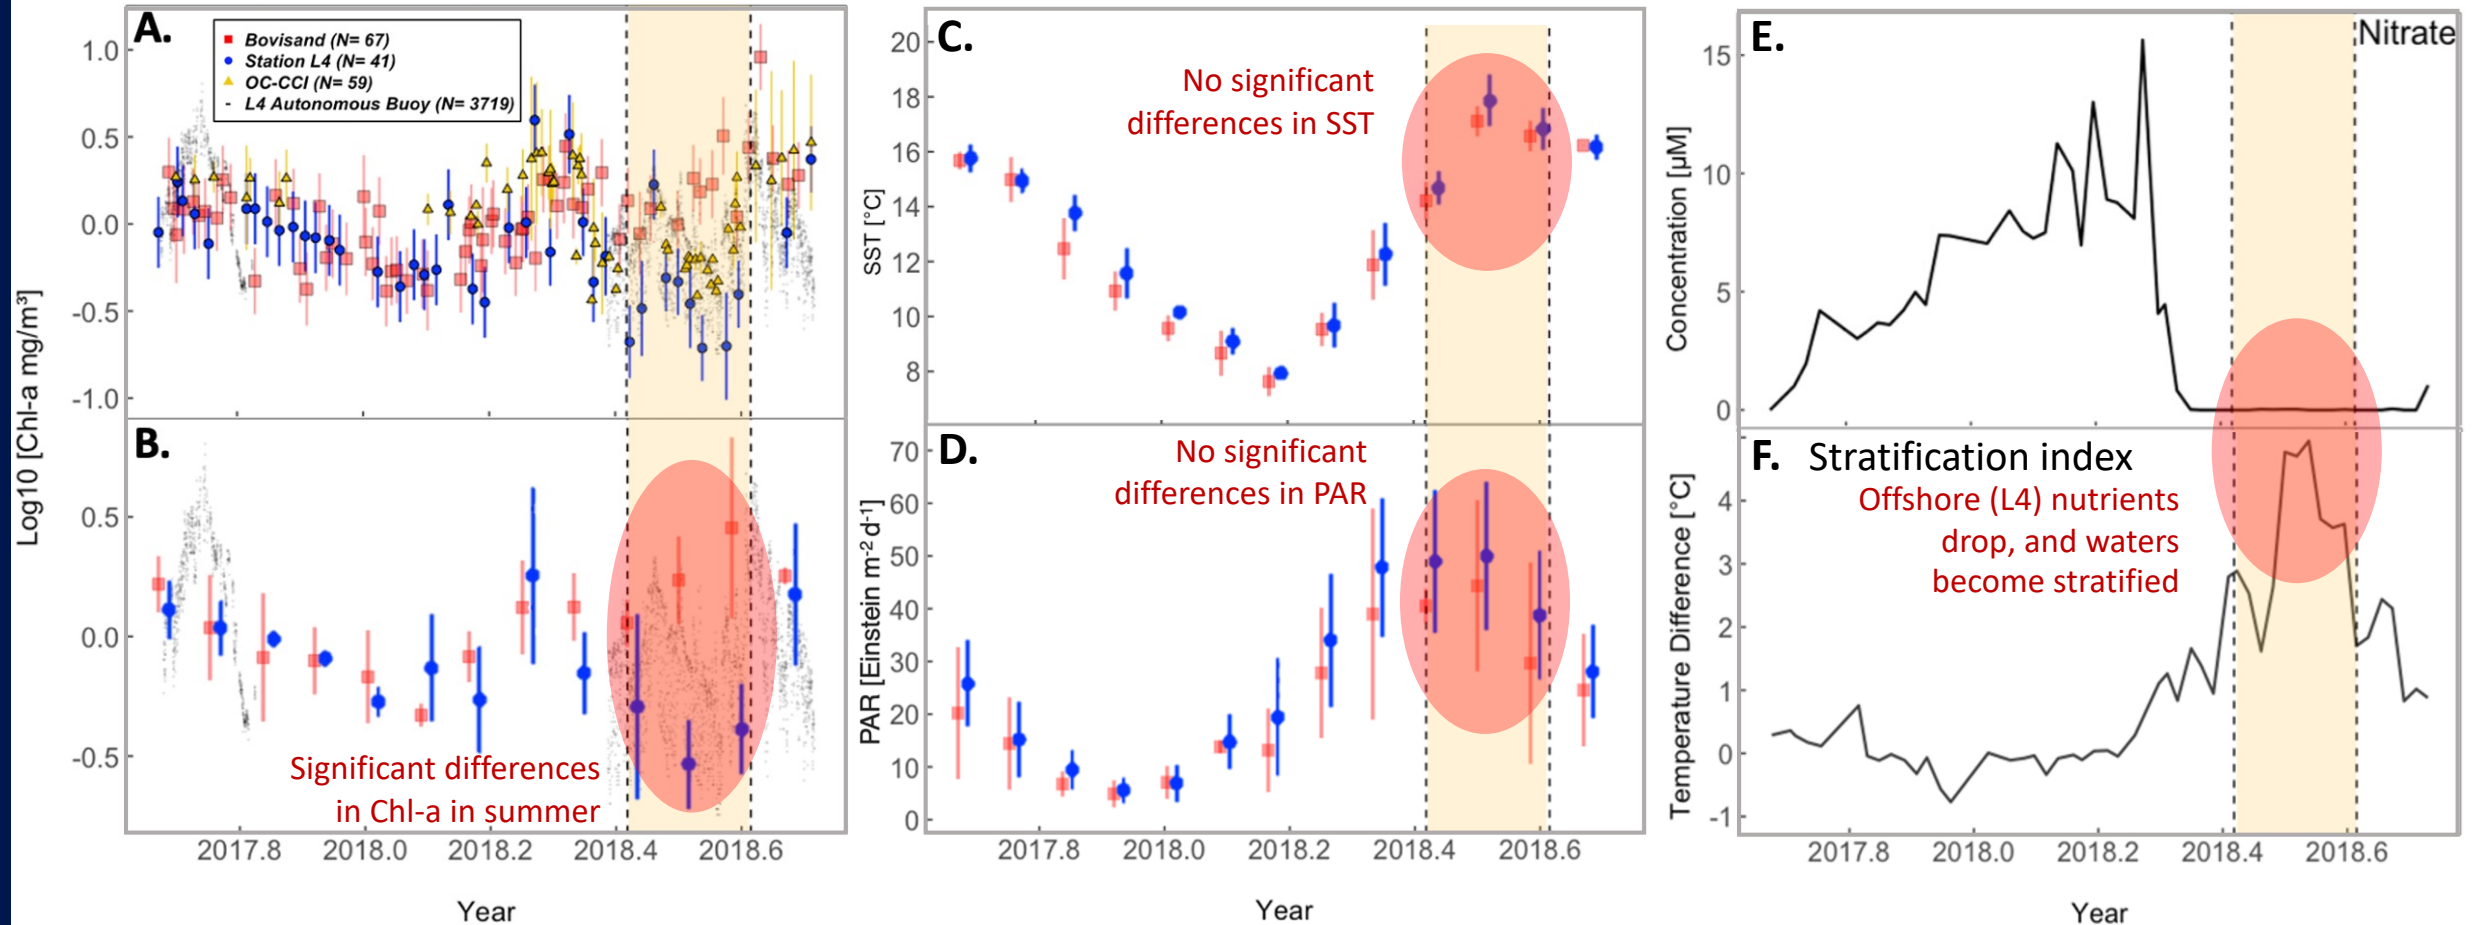 A.
Bovisand (N= 67)
Station L4 (N= 41)
OC-CCI (N= 59)
L4 Autonomous Buoy (N= 3719)
1.0
0.5
0.0
-0.5
-1.0
Log10 [Chl-a mg/m³]
B.
0.5
0.0
-0.5
Significant differences
in Chl-a in summer
2017.8 2018.0 2018.2 2018.4 2018.6
Year
C.
No significant
differences in SST
20
18
16
14
12
10
8
SST [°C]
D.
No significant
differences in PAR
70
60
50
40
30
20
10
0
PAR [Einstein m⁻² d⁻¹]
2017.8 2018.0 2018.2 2018.4 2018.6
Year
E.
Nitrate
15
10
5
0
Concentration [µM]
F. Stratification index
Offshore (L4) nutrients
drop, and waters
become stratified
4
3
2
1
0
-1
Temperature Difference [°C]
2017.8 2018.0 2018.2 2018.4 2018.6
Year